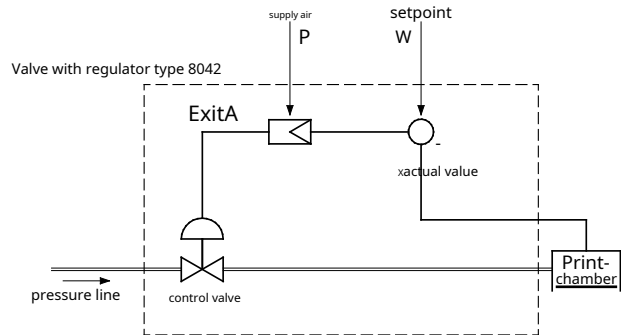 supply air
P
setpoint
W
Valve with regulator type 8042
ExitA
-
xactual value
Print-
chamber
pressure line
control valve